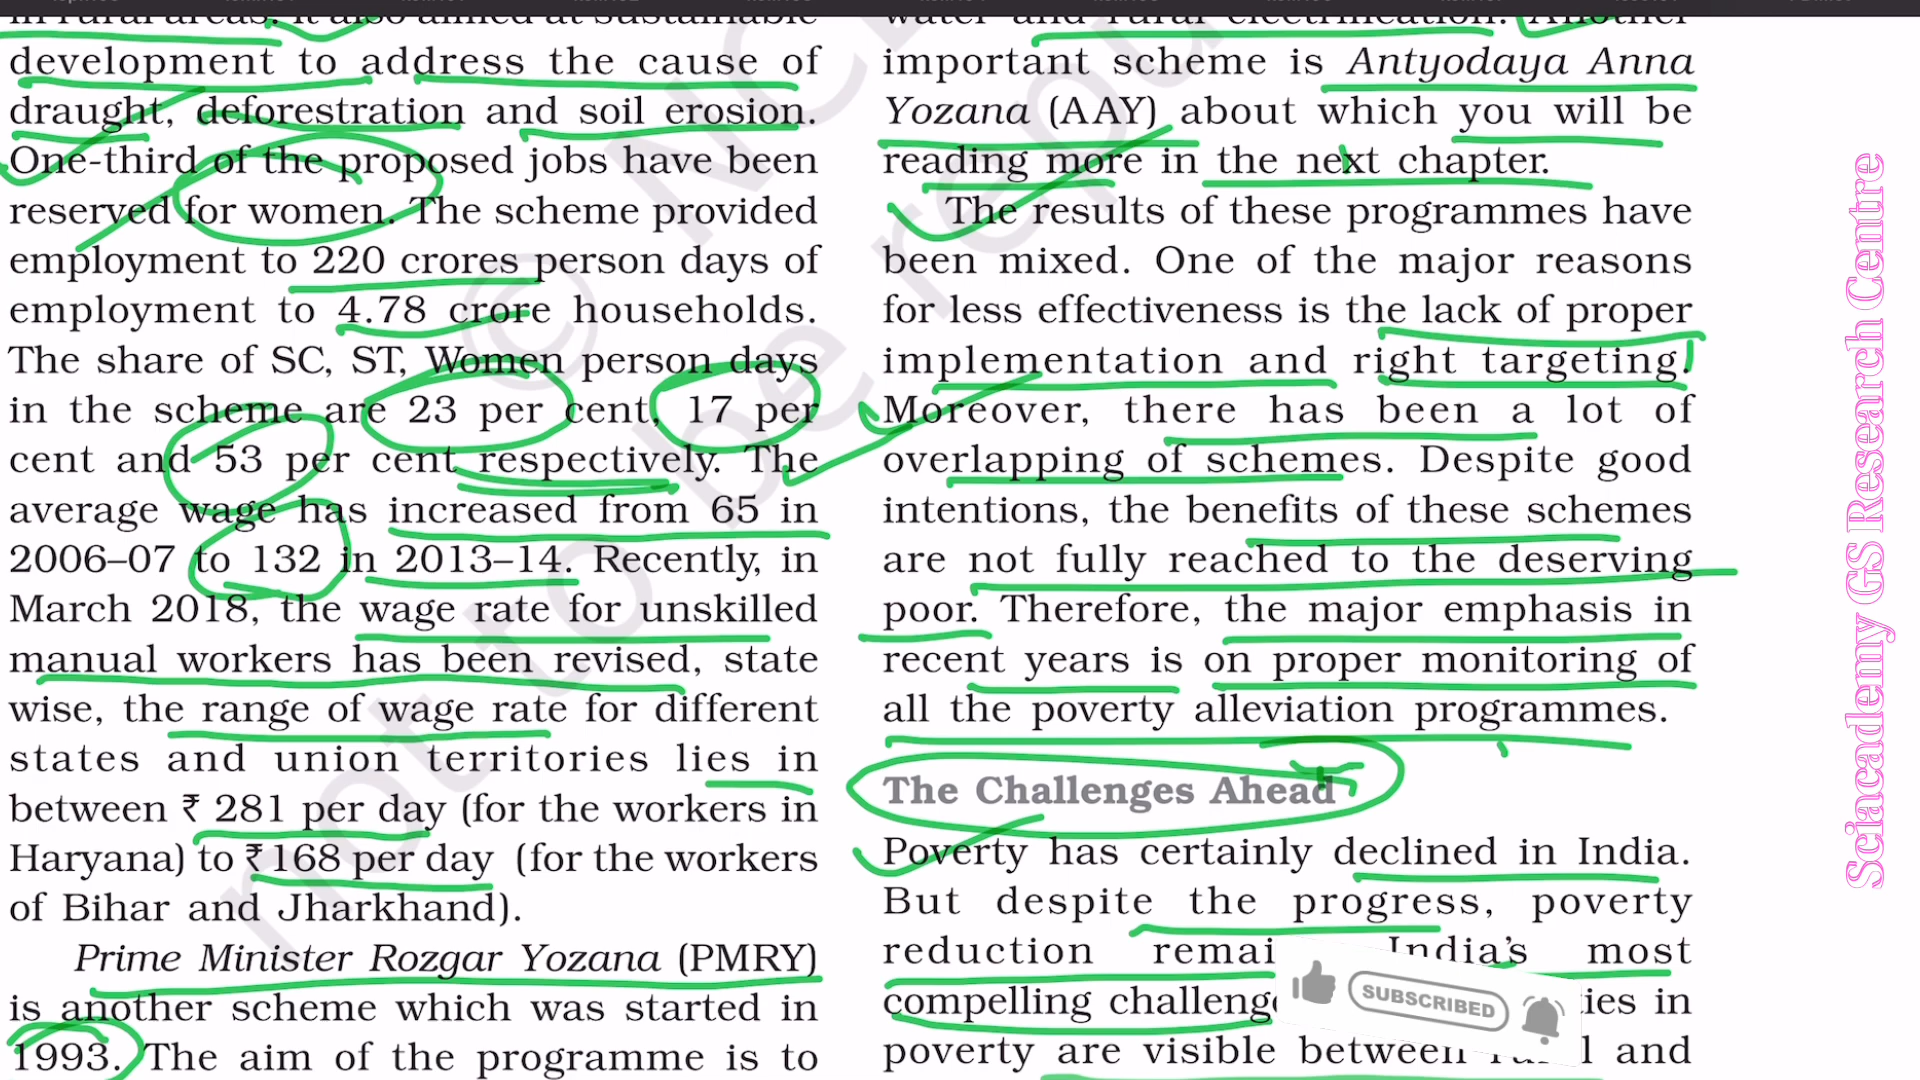 development to address the cause of
draught, deforestration and soil erosion.
One-third of the proposed jobs have been
reserved for women. The scheme provided
employment to 220 crores person days of
employment to 4.78 crore households.
The share of SC, ST, Women person days
in the scheme are 23 per cent, 17 per
cent and 53 per cent respectively. The
average wage has increased from 65 in
2006–07 to 132 in 2013–14. Recently, in
March 2018, the wage rate for unskilled
manual workers has been revised, state
wise, the range of wage rate for different
states and union territories lies in
between ₹ 281 per day (for the workers in
Haryana) to ₹ 168 per day (for the workers
of Bihar and Jharkhand).
Prime Minister Rozgar Yozana (PMRY)
is another scheme which was started in
1993. The aim of the programme is to
water and rural electrification. Another
important scheme is Antyodaya Anna
Yozana (AAY) about which you will be
reading more in the next chapter.
The results of these programmes have
been mixed. One of the major reasons
for less effectiveness is the lack of proper
implementation and right targeting.
Moreover, there has been a lot of
overlapping of schemes. Despite good
intentions, the benefits of these schemes
are not fully reached to the deserving
poor. Therefore, the major emphasis in
recent years is on proper monitoring of
all the poverty alleviation programmes.
The Challenges Ahead
Poverty has certainly declined in India.
But despite the progress, poverty
reduction India's most
compelling in
poverty are visible between and
SUBSCRIBED
Sciacademy GS Research Centre